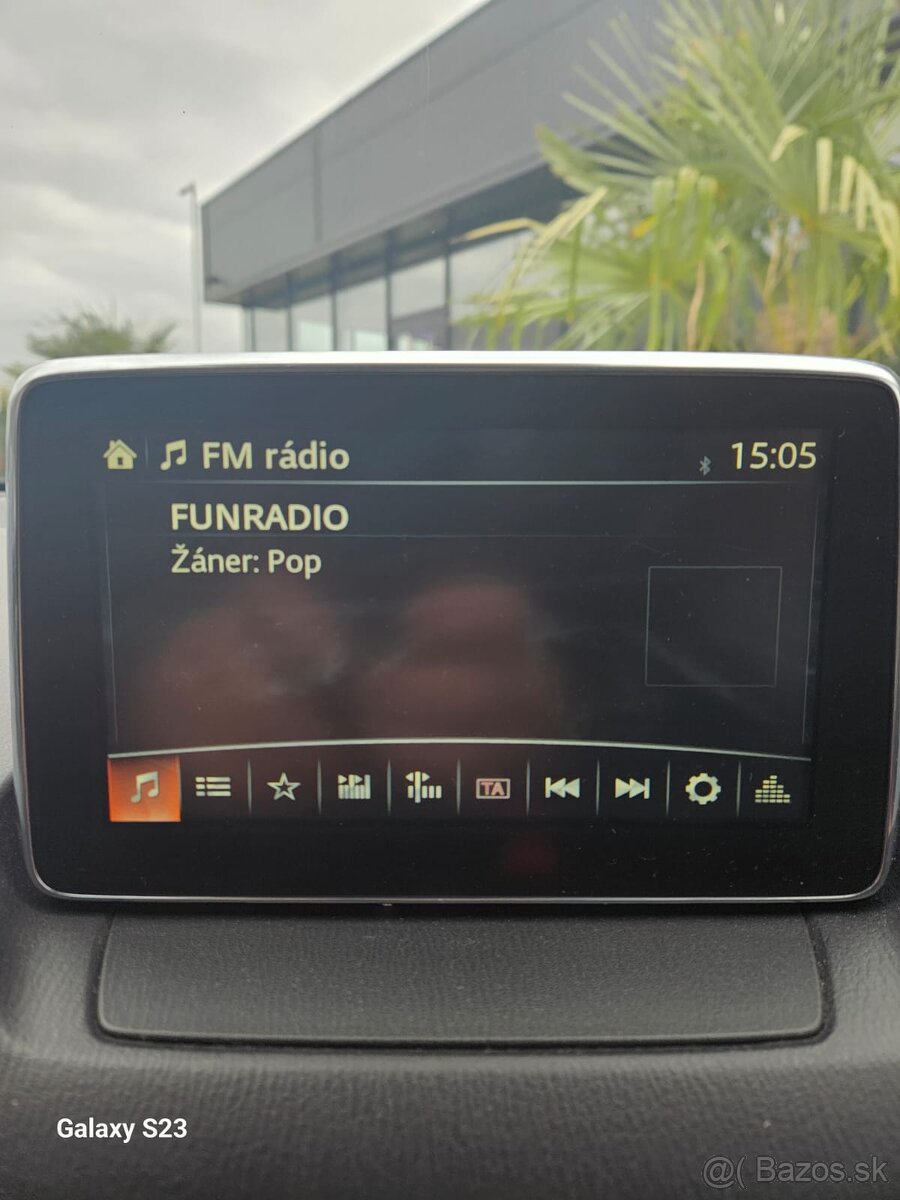 FM rádio
15:05
FUNRADIO
Žáner: Pop
TA
Galaxy S23
@( Bazos.sk